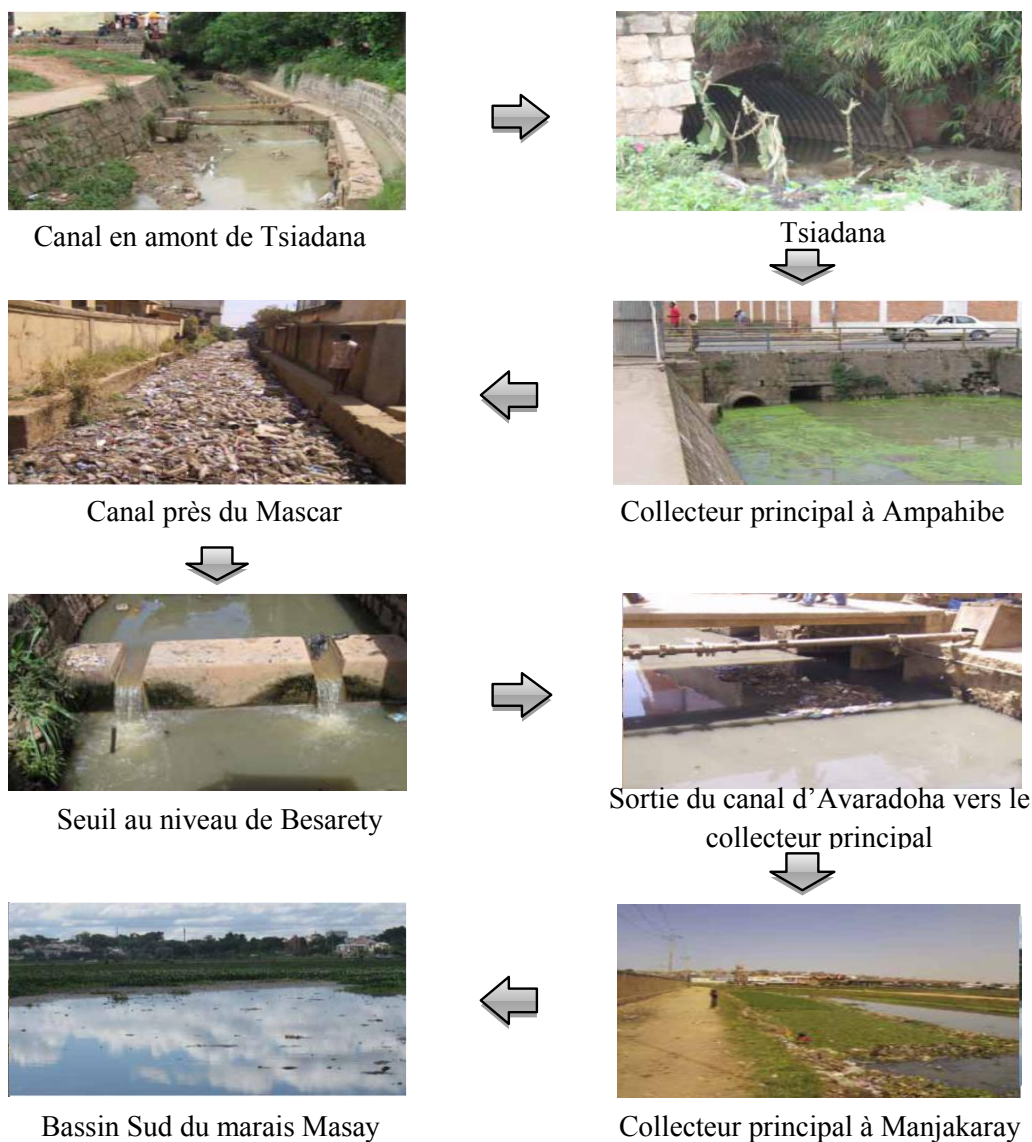 Canal en amont de Tsiadana
Tsiadana
Canal près du Mascar
Collecteur principal à Ampahibe
Seuil au niveau de Besarety
Sortie du canal d’Avaradoha vers le
collecteur principal
Bassin Sud du marais Masay
Collecteur principal à Manjakaray